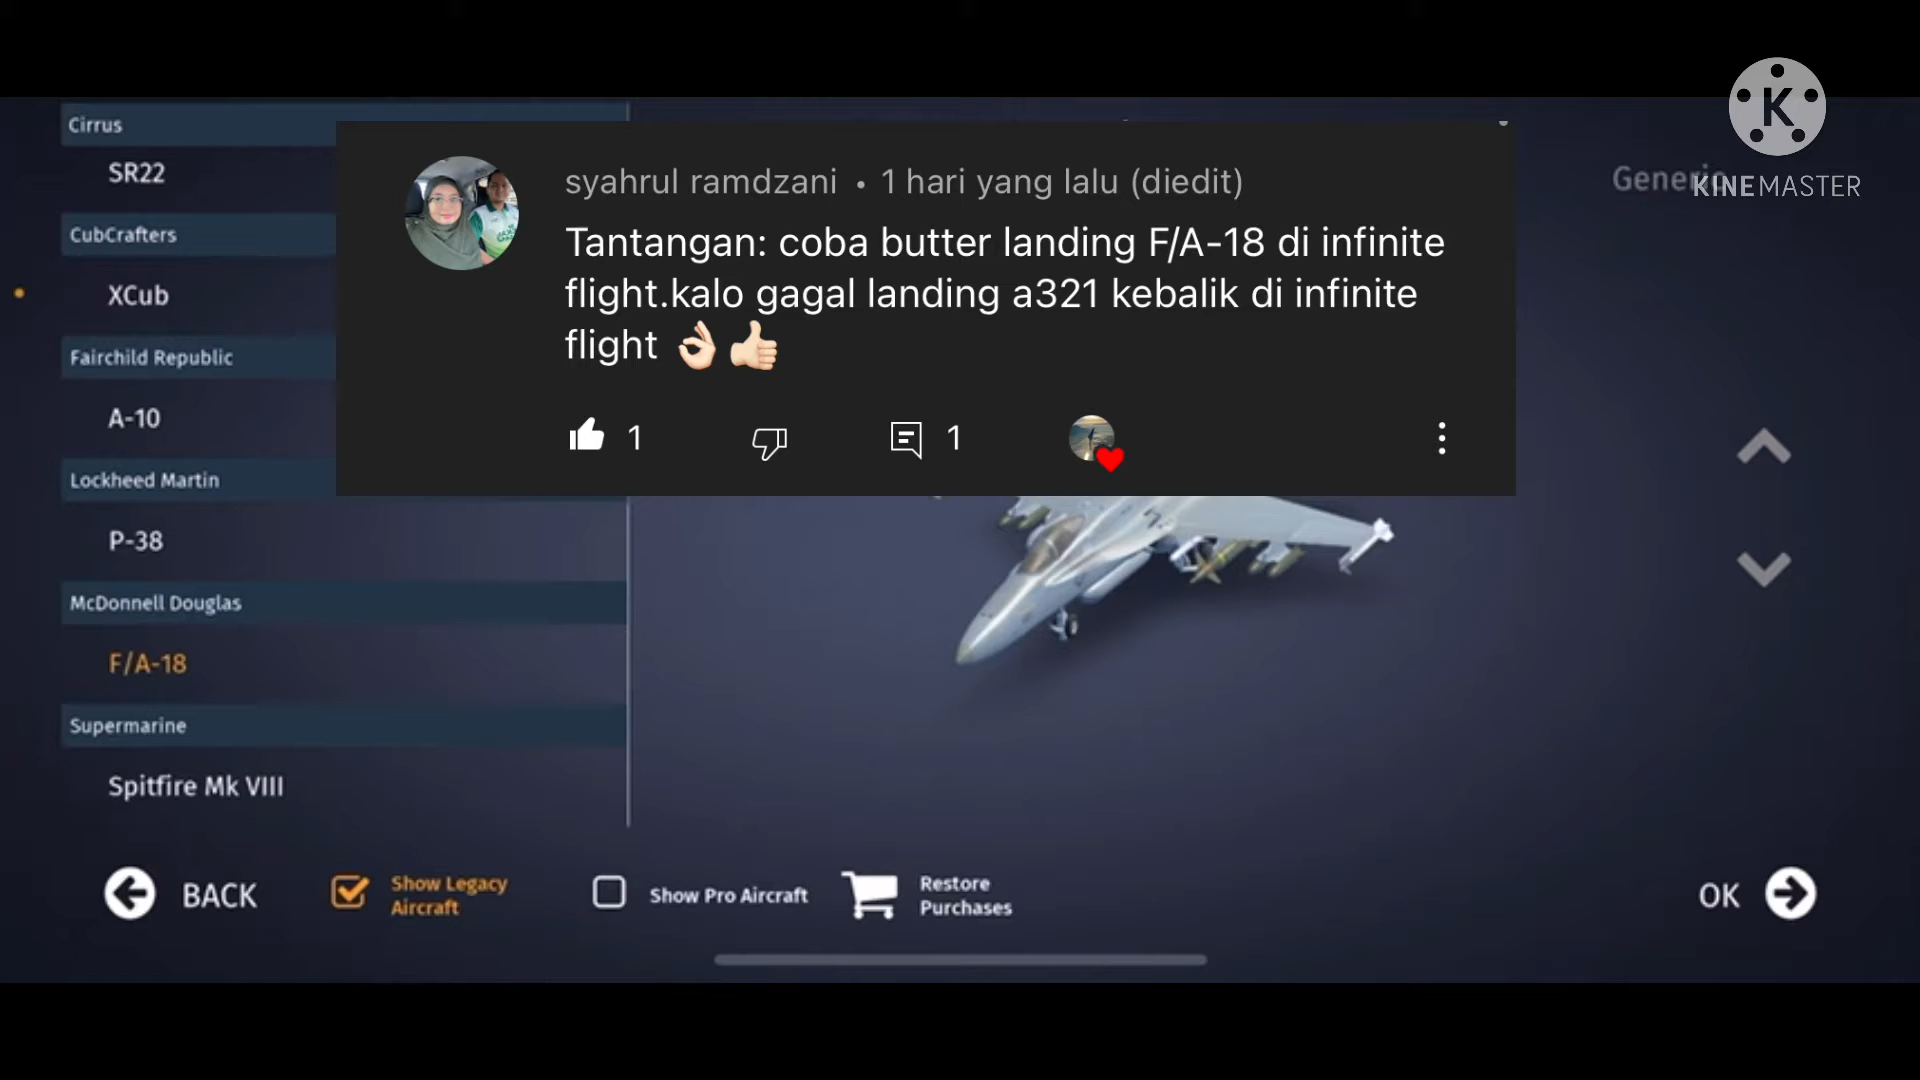 Cirrus
SR22
CubCrafters
XCub
Fairchild Republic
A-10
Lockheed Martin
P-38
McDonnell Douglas
F/A-18
Supermarine
Spitfire Mk VIII
syahrul ramdzani • 1 hari yang lalu (diedit)
Tantangan: coba butter landing F/A-18 di infinite
flight.kalo gagal landing a321 kebalik di infinite
flight 👌🏻👍🏻
1
1
K
KINEMASTER
Generic
BACK
Show Legacy
Aircraft
Show Pro Aircraft
Restore
Purchases
OK